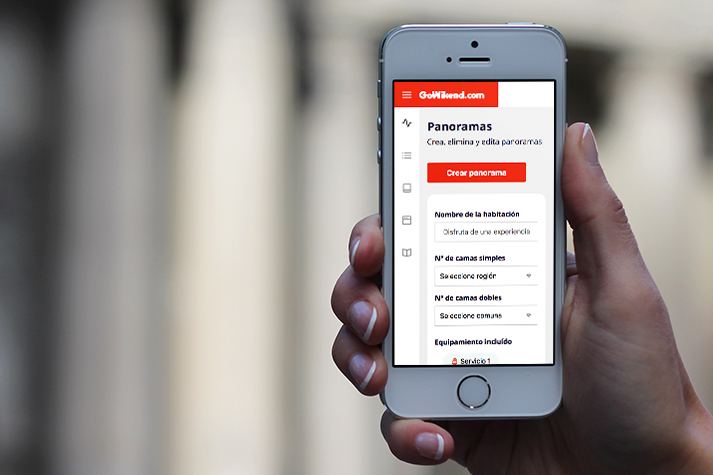 GoWikend.com
Panoramas
Crea, elimina y edita panoramas
Crear panorama
Nombre de la habitación
Disfruta de una experiencia
Nº de camas simples
Seleccione región
Nº de camas dobles
Seleccione comuna
Equipamiento incluído
Servicio 1